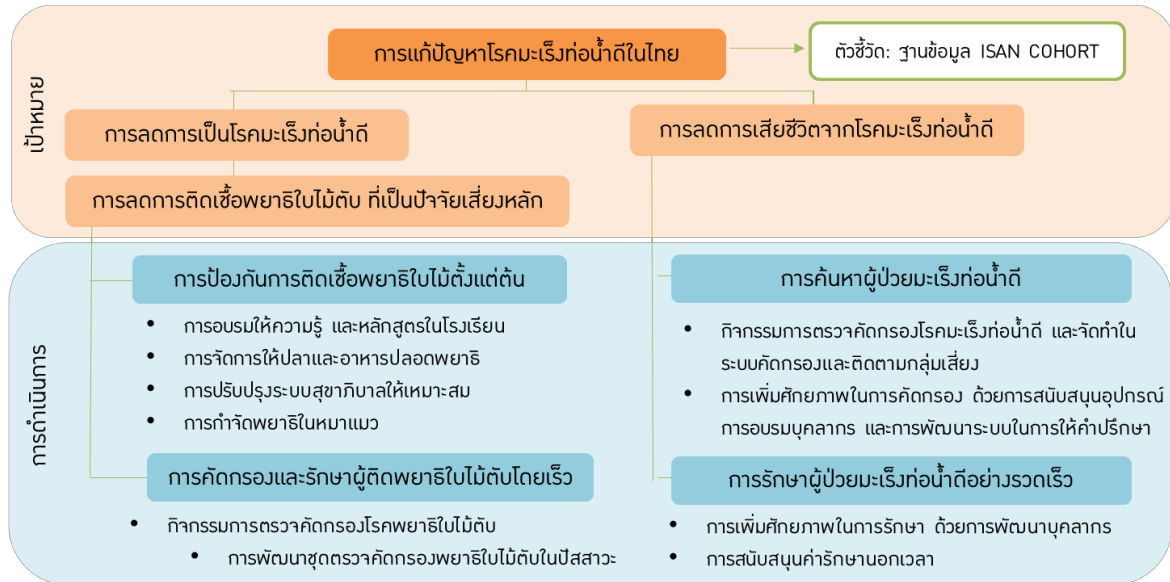 เป้าหมาย
การแก้ปัญหาโรคมะเร็งท่อน้ำดีในไทย
ตัวชี้วัด: ฐานข้อมูล ISAN COHORT
การลดการเป็นโรคมะเร็งท่อน้ำดี
การลดการเสียชีวิตจากโรคมะเร็งท่อน้ำดี
การลดการติดเชื้อพยาธิใบไม้ตับ ที่เป็นปัจจัยเสี่ยงหลัก
การดำเนินการ
การป้องกันการติดเชื้อพยาธิใบไม้ตั้งแต่ต้น
• การอบรมให้ความรู้ และหลักสูตรในโรงเรียน
• การจัดการให้ปลาและอาหารปลอดพยาธิ
• การปรับปรุงระบบสุขาภิบาลให้เหมาะสม
• การกำจัดพยาธิในหมาแมว
การคัดกรองและรักษาผู้ติดพยาธิใบไม้ตับโดยเร็ว
• กิจกรรมการตรวจคัดกรองโรคพยาธิใบไม้ตับ
• การพัฒนาชุดตรวจคัดกรองพยาธิใบไม้ตับในปัสสาวะ
การค้นหาผู้ป่วยมะเร็งท่อน้ำดี
• กิจกรรมการตรวจคัดกรองโรคมะเร็งท่อน้ำดี และจัดทำใน
ระบบคัดกรองและติดตามกลุ่มเสี่ยง
• การเพิ่มศักยภาพในการคัดกรอง ด้วยการสนับสนุนอุปกรณ์
การอบรมบุคลากร และการพัฒนาระบบในการให้คำปรึกษา
การรักษาผู้ป่วยมะเร็งท่อน้ำดีอย่างรวดเร็ว
• การเพิ่มศักยภาพในการรักษา ด้วยการพัฒนาบุคลากร
• การสนับสนุนค่ารักษานอกเวลา